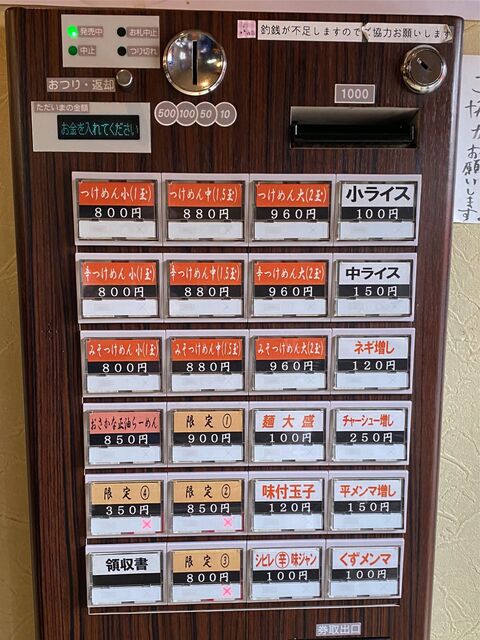 発売中
お札中止
中止
つり切れ
釣銭が不足しますのでご協力お願いします
おつり・返却
ただいまの金額
お金を入れてください
500 100 50 10
1000
つけめん小(1玉)
800円
つけめん中(1.5玉)
880円
つけめん大(2玉)
960円
小ライス
100円
辛つけめん小(1玉)
800円
辛つけめん中(1.5玉)
880円
辛つけめん大(2玉)
960円
中ライス
150円
みそつけめん小(1玉)
800円
みそつけめん中(1.5玉)
880円
みそつけめん大(2玉)
960円
ネギ増し
120円
おさかな正油らーめん
850円
限定①
900円
麺大盛
100円
チャーシュー増し
250円
限定④
350円
限定②
850円
味付玉子
120円
平メンマ増し
150円
領収書
限定③
800円
シビレ辛味ジャン
100円
くずメンマ
100円
券取出口
お願いします。